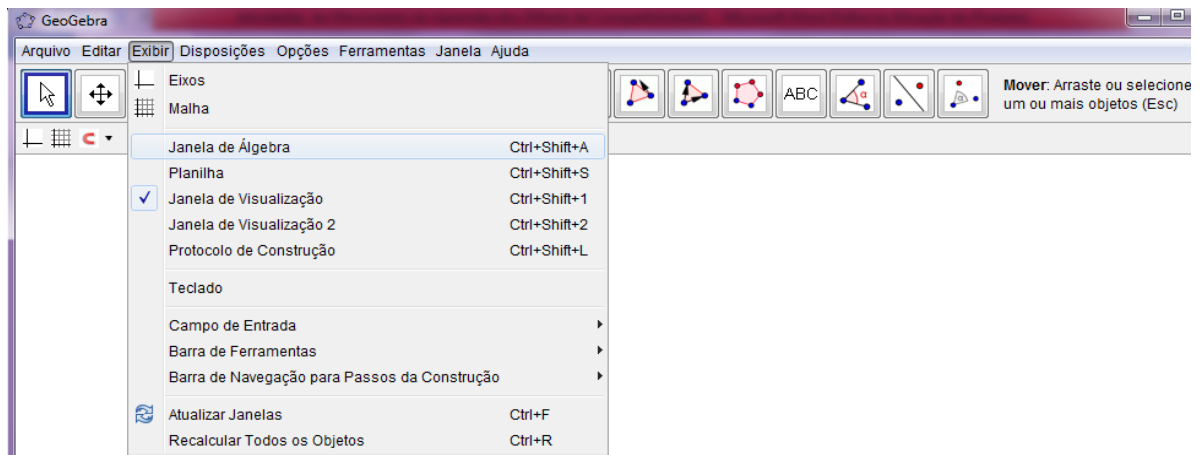 GeoGebra
Arquivo Editar Exibir Disposições Opções Ferramentas Janela Ajuda
Eixos
Malha
ABC
α
α
Mover: Arraste ou selecione
um ou mais objetos (Esc)
Janela de Álgebra Ctrl+Shift+A
Planilha Ctrl+Shift+S
Janela de Visualização Ctrl+Shift+1
Janela de Visualização 2 Ctrl+Shift+2
Protocolo de Construção Ctrl+Shift+L
Teclado
Campo de Entrada
Barra de Ferramentas
Barra de Navegação para Passos da Construção
Atualizar Janelas Ctrl+F
Recalcular Todos os Objetos Ctrl+R